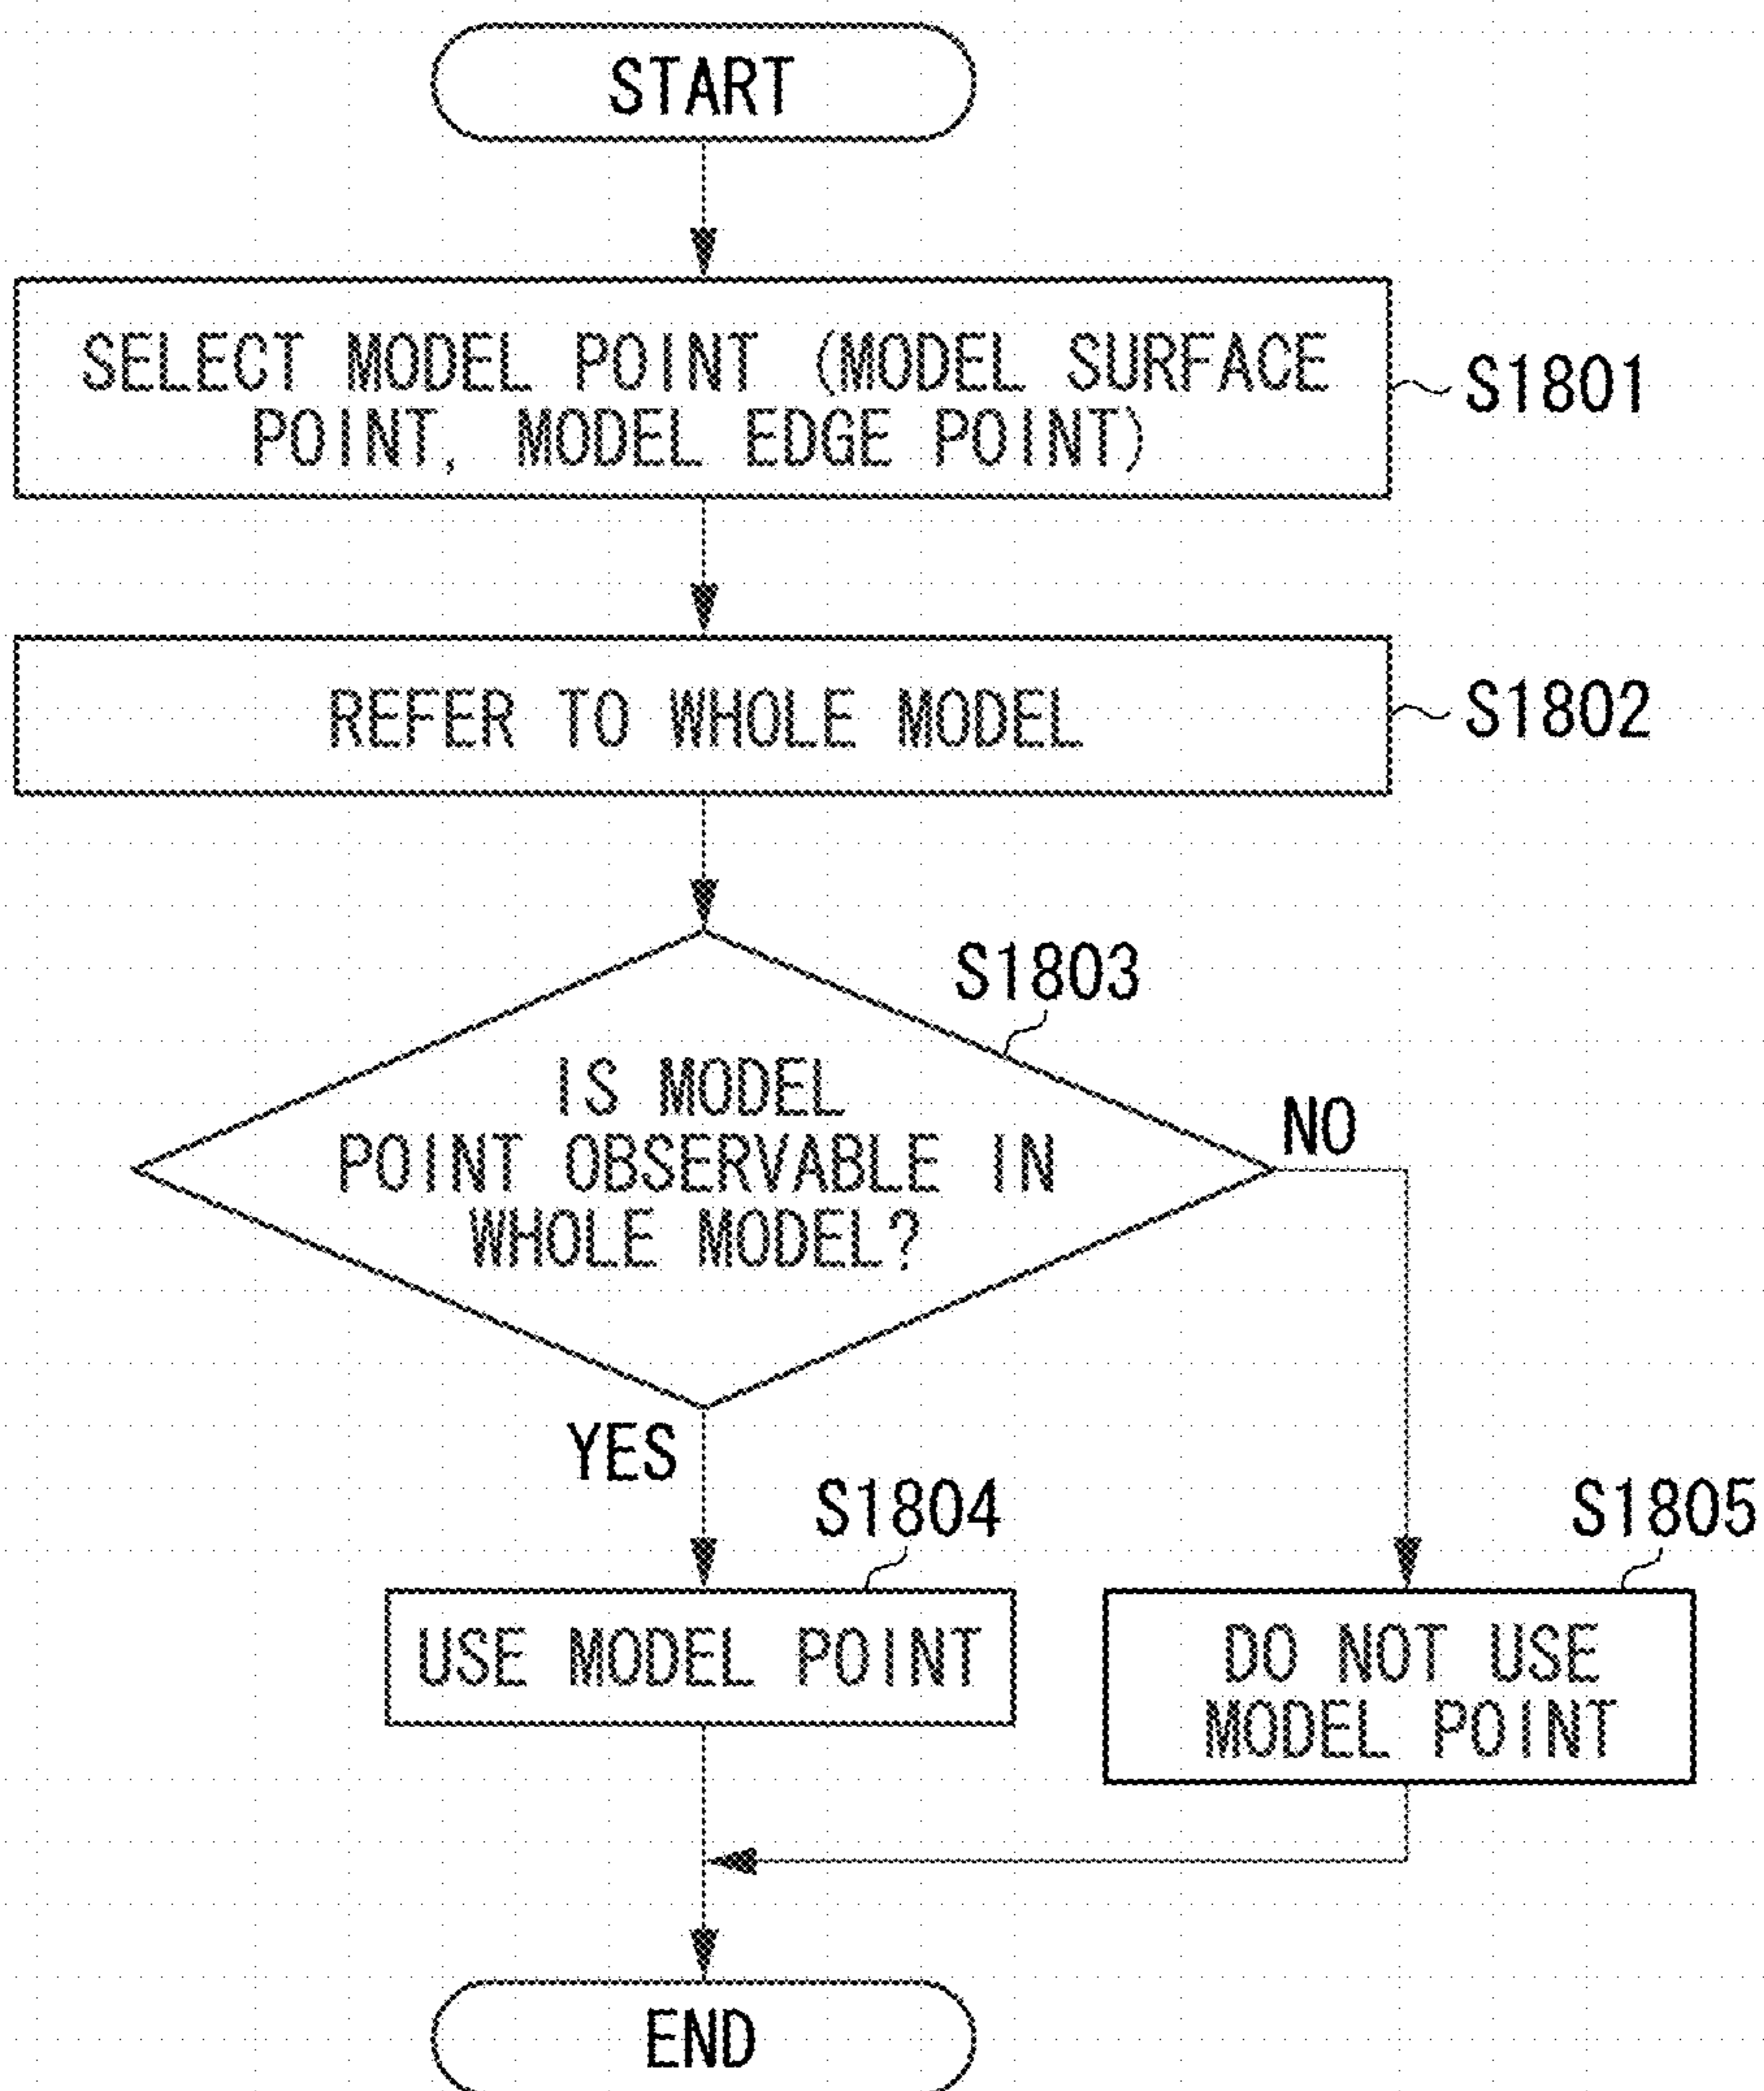 START
SELECT MODEL POINT (MODEL SURFACE
POINT, MODEL EDGE POINT)
S1801
REFER TO WHOLE MODEL
S1802
S1803
IS MODEL
POINT OBSERVABLE IN
WHOLE MODEL?
NO
YES
S1804
S1805
USE MODEL POINT
DO NOT USE
MODEL POINT
END